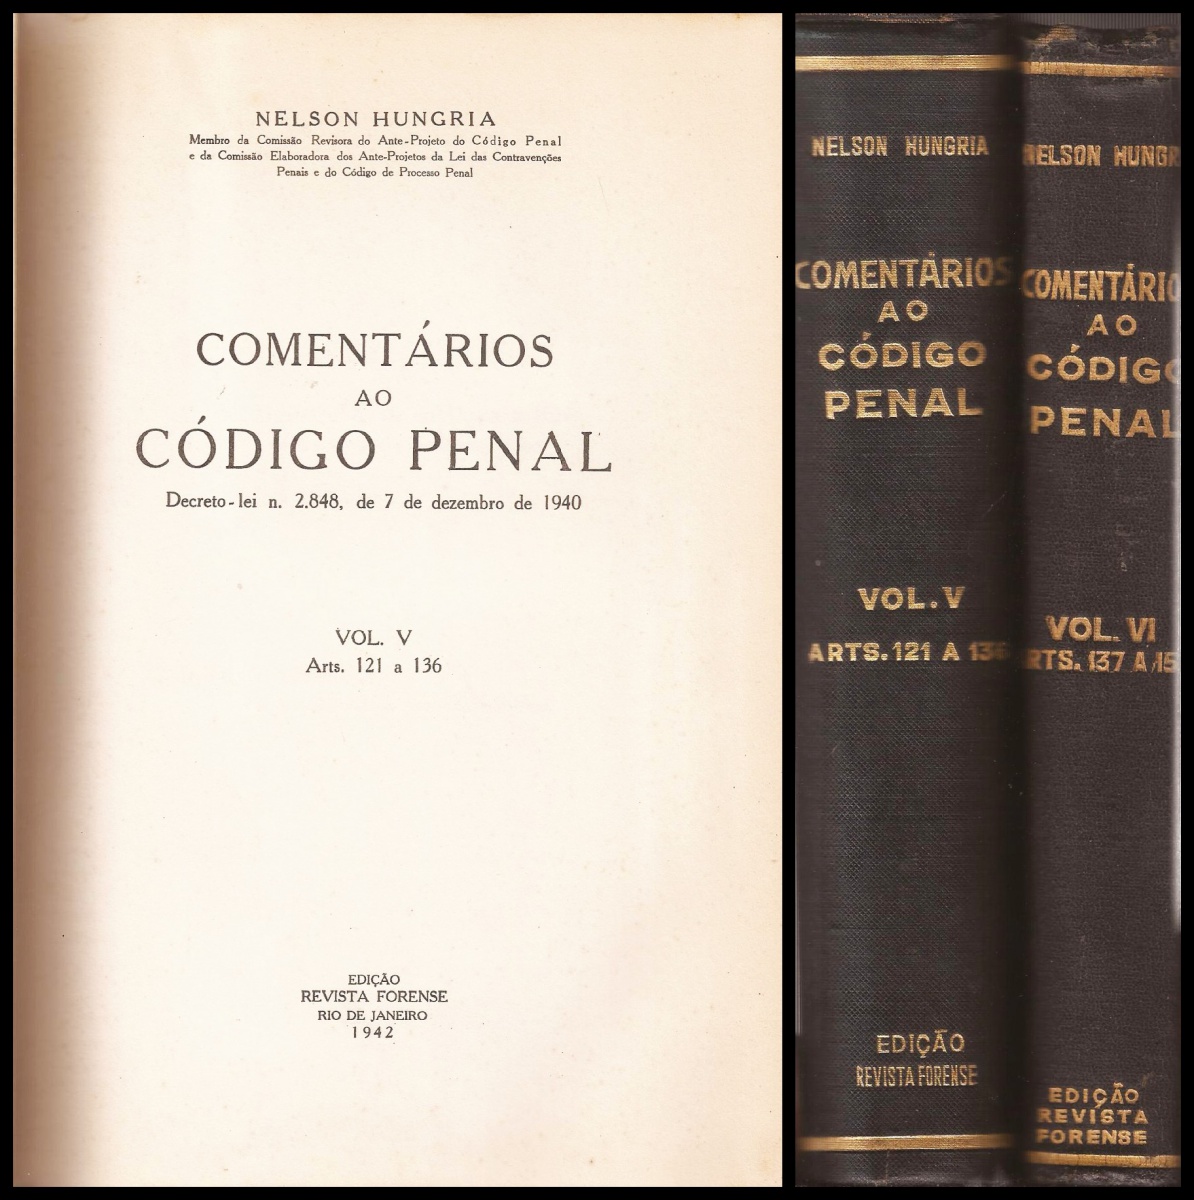 NELSON HUNGRIA
Membro da Comissão Revisora do Ante-Projeto do Código Penal
e da Comissão Elaboradora dos Ante-Projetos da Lei das Contravenções
Penais e do Código de Processo Penal
COMENTÁRIOS
AO
CÓDIGO PENAL
Decreto-lei n. 2.848, de 7 de dezembro de 1940
VOL. V
Arts. 121 a 136
EDIÇÃO
REVISTA FORENSE
RIO DE JANEIRO
1942
NELSON HUNGRIA
COMENTÁRIOS
AO
CÓDIGO
PENAL
VOL. V
ARTS. 121 A 136
EDIÇÃO
REVISTA FORENSE
NELSON HUNGR
COMENTÁRIO
AO
CÓDIGO
PENAL
VOL. VI
RTS. 137 A 15
EDIÇÃO
REVISTA
FORENSE